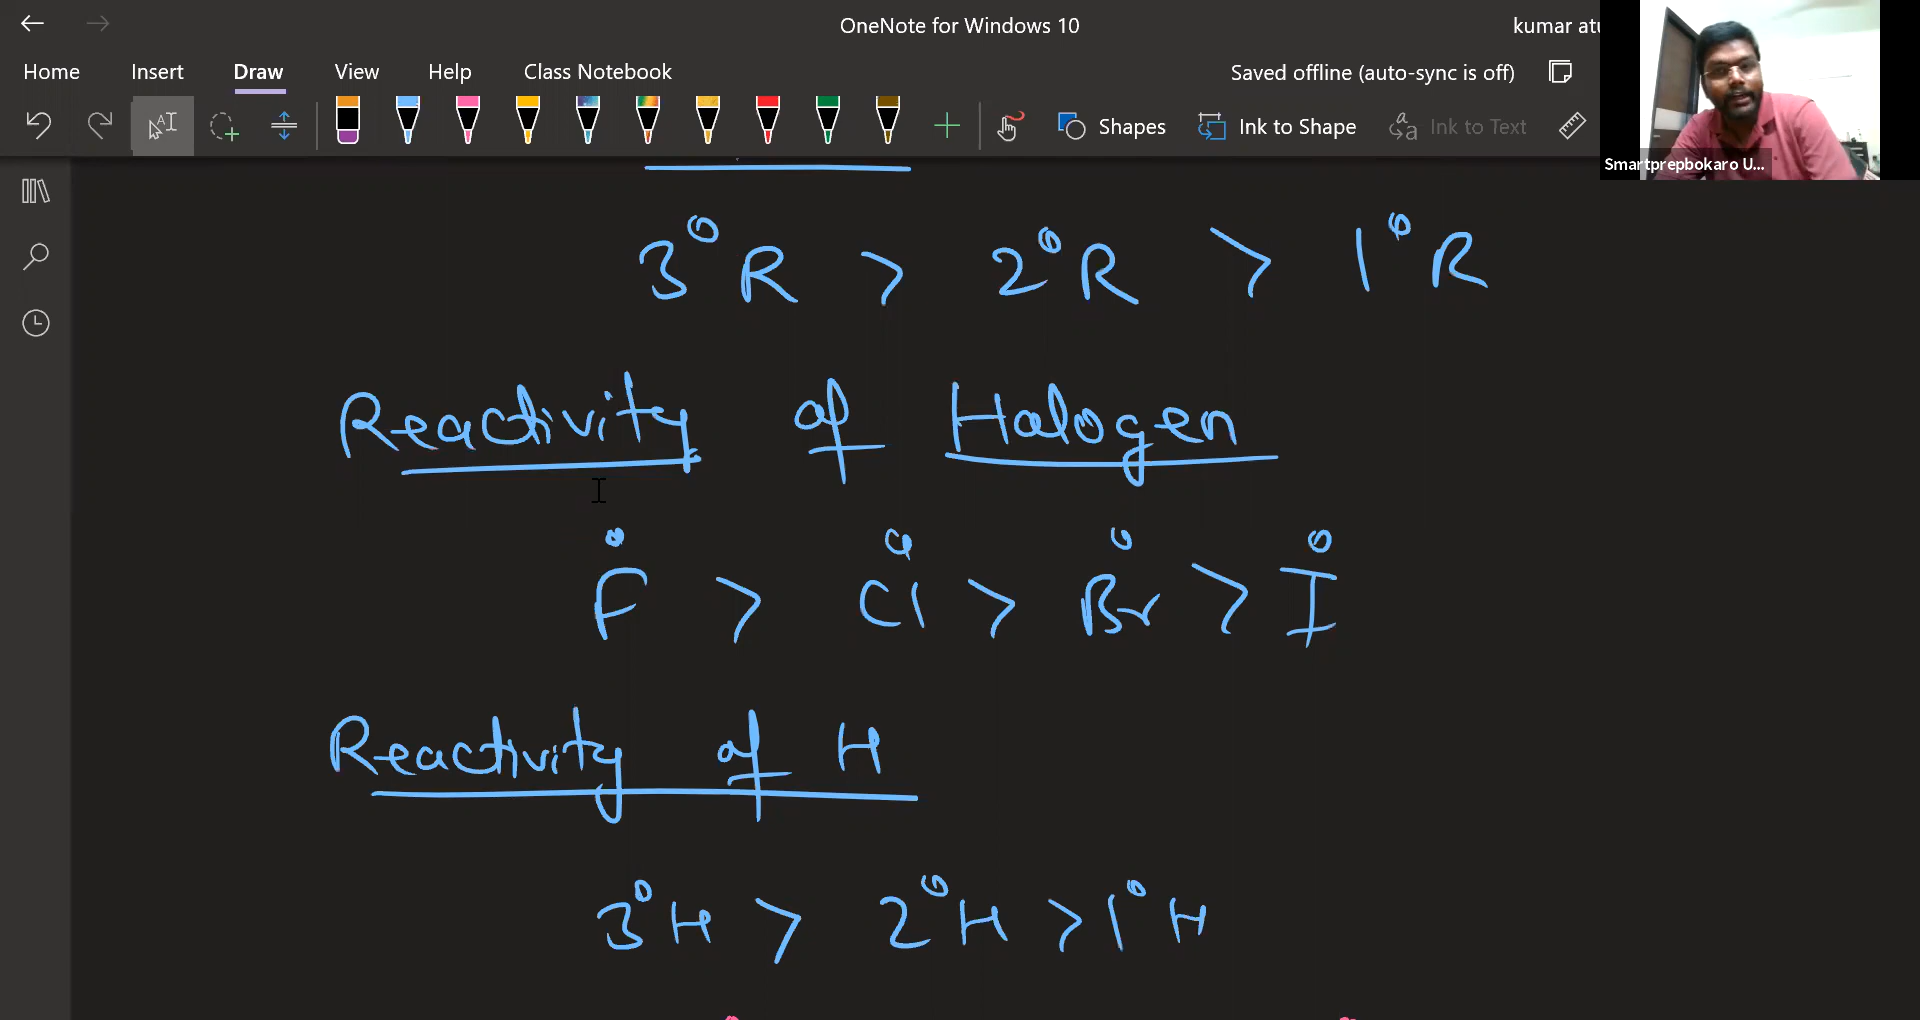 OneNote for Windows 10
kumar atu
Home Insert Draw View Help Class Notebook
Saved offline (auto-sync is off)
Shapes Ink to Shape Ink to Text
Smartprepbokaro U...
3° R > 2° R > 1° R
Reactivity of Halogen
F̊ > Cl̊ > Br̊ > I̊
Reactivity of H
3° H > 2° H > 1° H